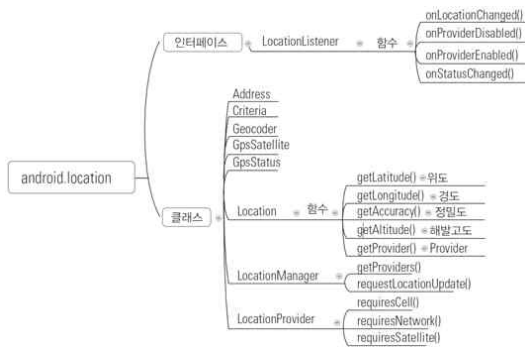 android.location
인터페이스
LocationListener
함수
onLocationChanged()
onProviderDisabled()
onProviderEnabled()
onStatusChanged()
클래스
Address
Criteria
Geocoder
GpsSatellite
GpsStatus
Location
함수
getLatitude() 위도
getLongitude() 경도
getAccuracy() 정밀도
getAltitude() 해발고도
getProvider() Provider
LocationManager
getProviders()
requestLocationUpdate()
LocationProvider
requiresCell()
requiresNetwork()
requiresSatellite()